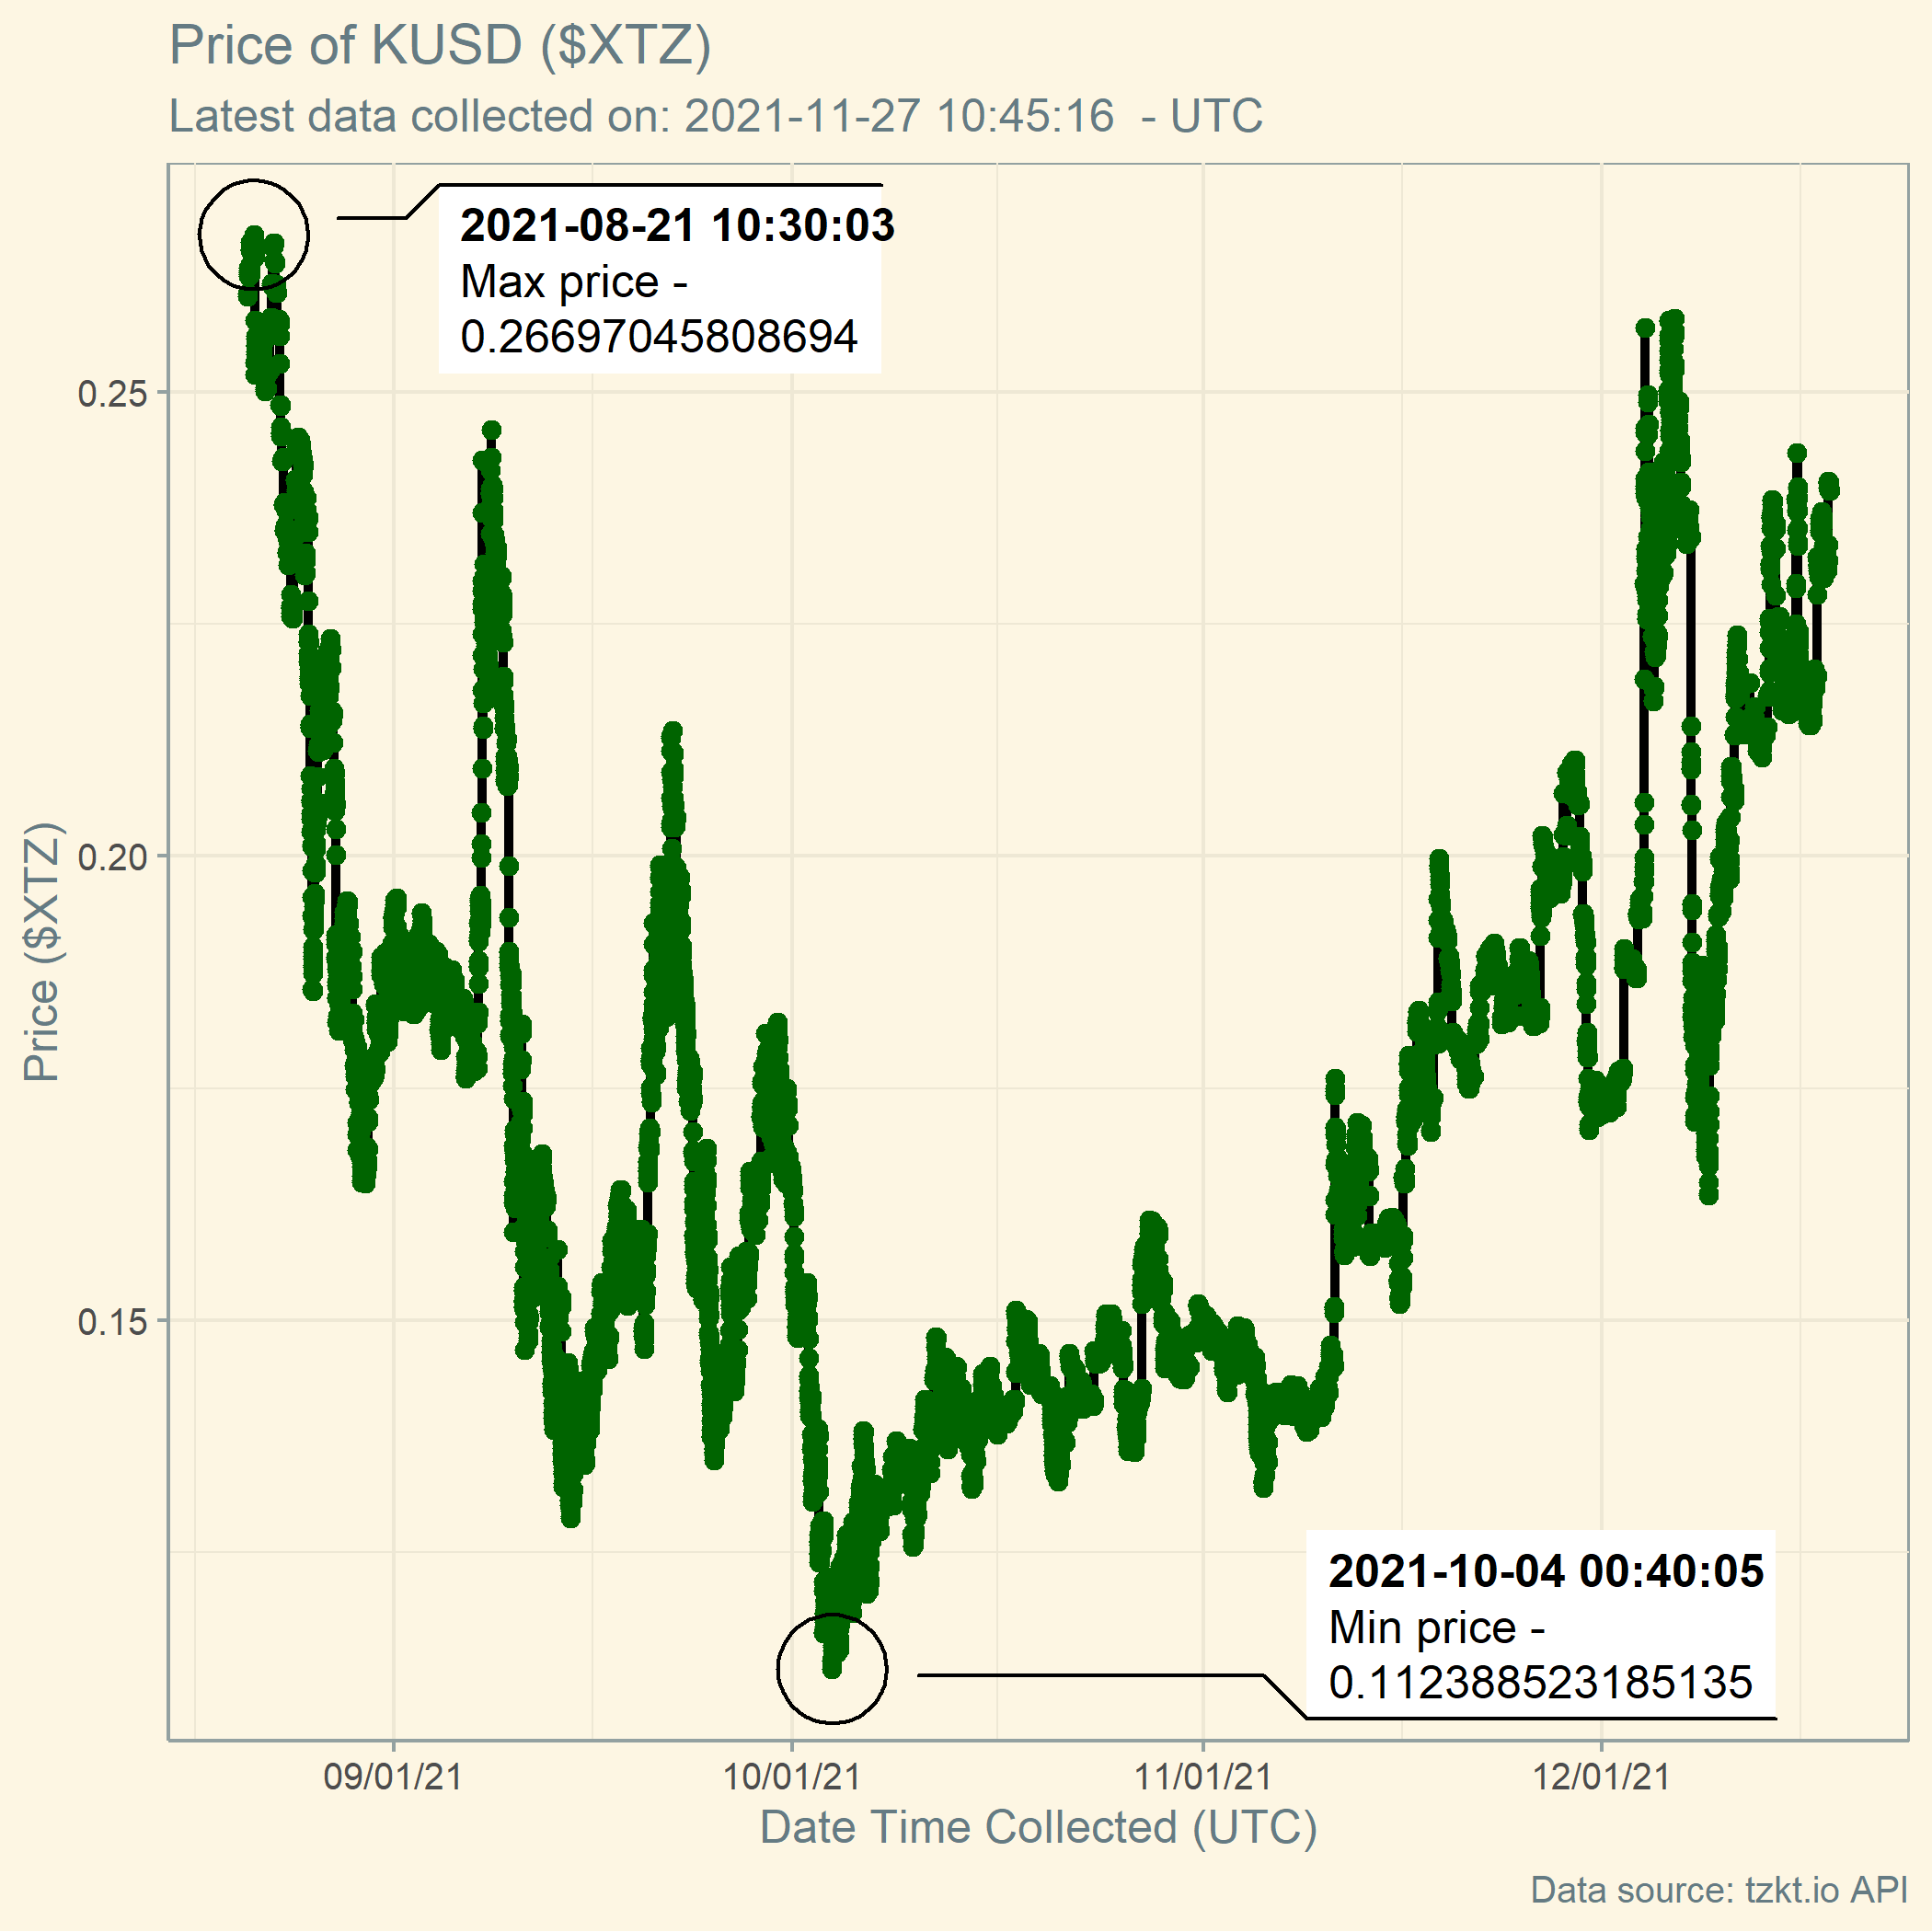 Price of KUSD ($XTZ)
Latest data collected on: 2021-11-27 10:45:16  - UTC
2021-08-21 10:30:03
Max price -
0.26697045808694
0.25
0.20
0.15
Price ($XTZ)
2021-10-04 00:40:05
Min price -
0.112388523185135
09/01/21
10/01/21
11/01/21
12/01/21
Date Time Collected (UTC)
Data source: tzkt.io API